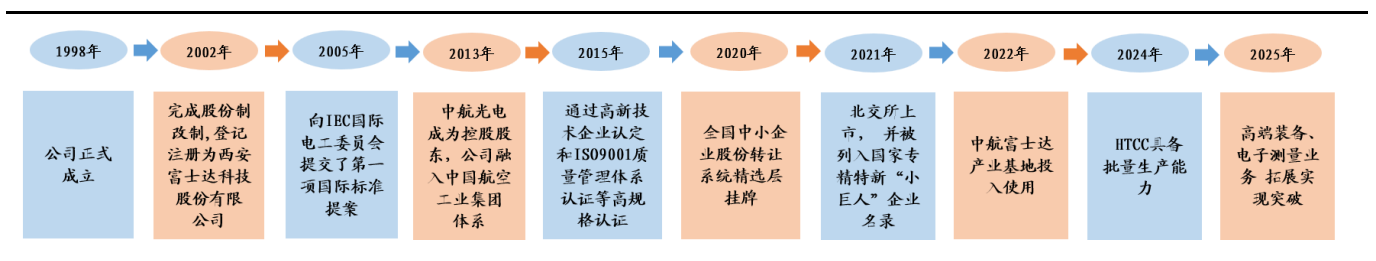 1998年
2002年
2005年
2013年
2015年
2020年
2021年
2022年
2024年
2025年
公司正式
成立
完成股份制
改制,登记
注册为西安
富士达科技
股份有限
公司
向IEC国际
电工委员会
提交了第一
项国际标准
提案
中航光电
成为控股股
东，公司融
入中国航空
工业集团
体系
通过高新技
术企业认定
和ISO9001质
量管理体系
认证等高规
格认证
全国中小企
业股份转让
系统精选层
挂牌
北交所上
市， 并被
列入国家专
精特新“小
巨人”企业
名录
中航富士达
产业基地投
入使用
HTCC具备
批量生产能
力
高端装备、
电子测量业
务 拓展实
现突破